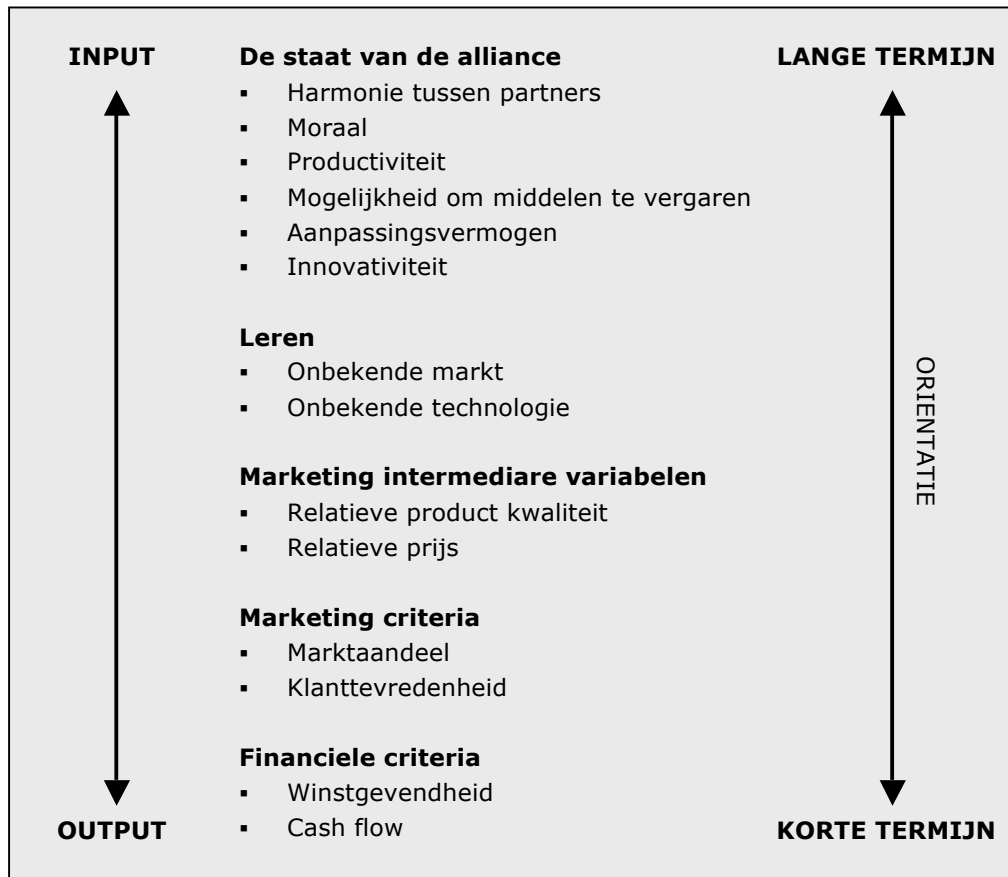 INPUT
De staat van de alliance
LANGE TERMIJN
▪ Harmonie tussen partners
▪ Moraal
▪ Productiviteit
▪ Mogelijkheid om middelen te vergaren
▪ Aanpassingsvermogen
▪ Innovativiteit
Leren
▪ Onbekende markt
▪ Onbekende technologie
ORIENTATIE
Marketing intermediare variabelen
▪ Relatieve product kwaliteit
▪ Relatieve prijs
Marketing criteria
▪ Marktaandeel
▪ Klanttevredenheid
Financiele criteria
▪ Winstgevendheid
▪ Cash flow
OUTPUT
KORTE TERMIJN